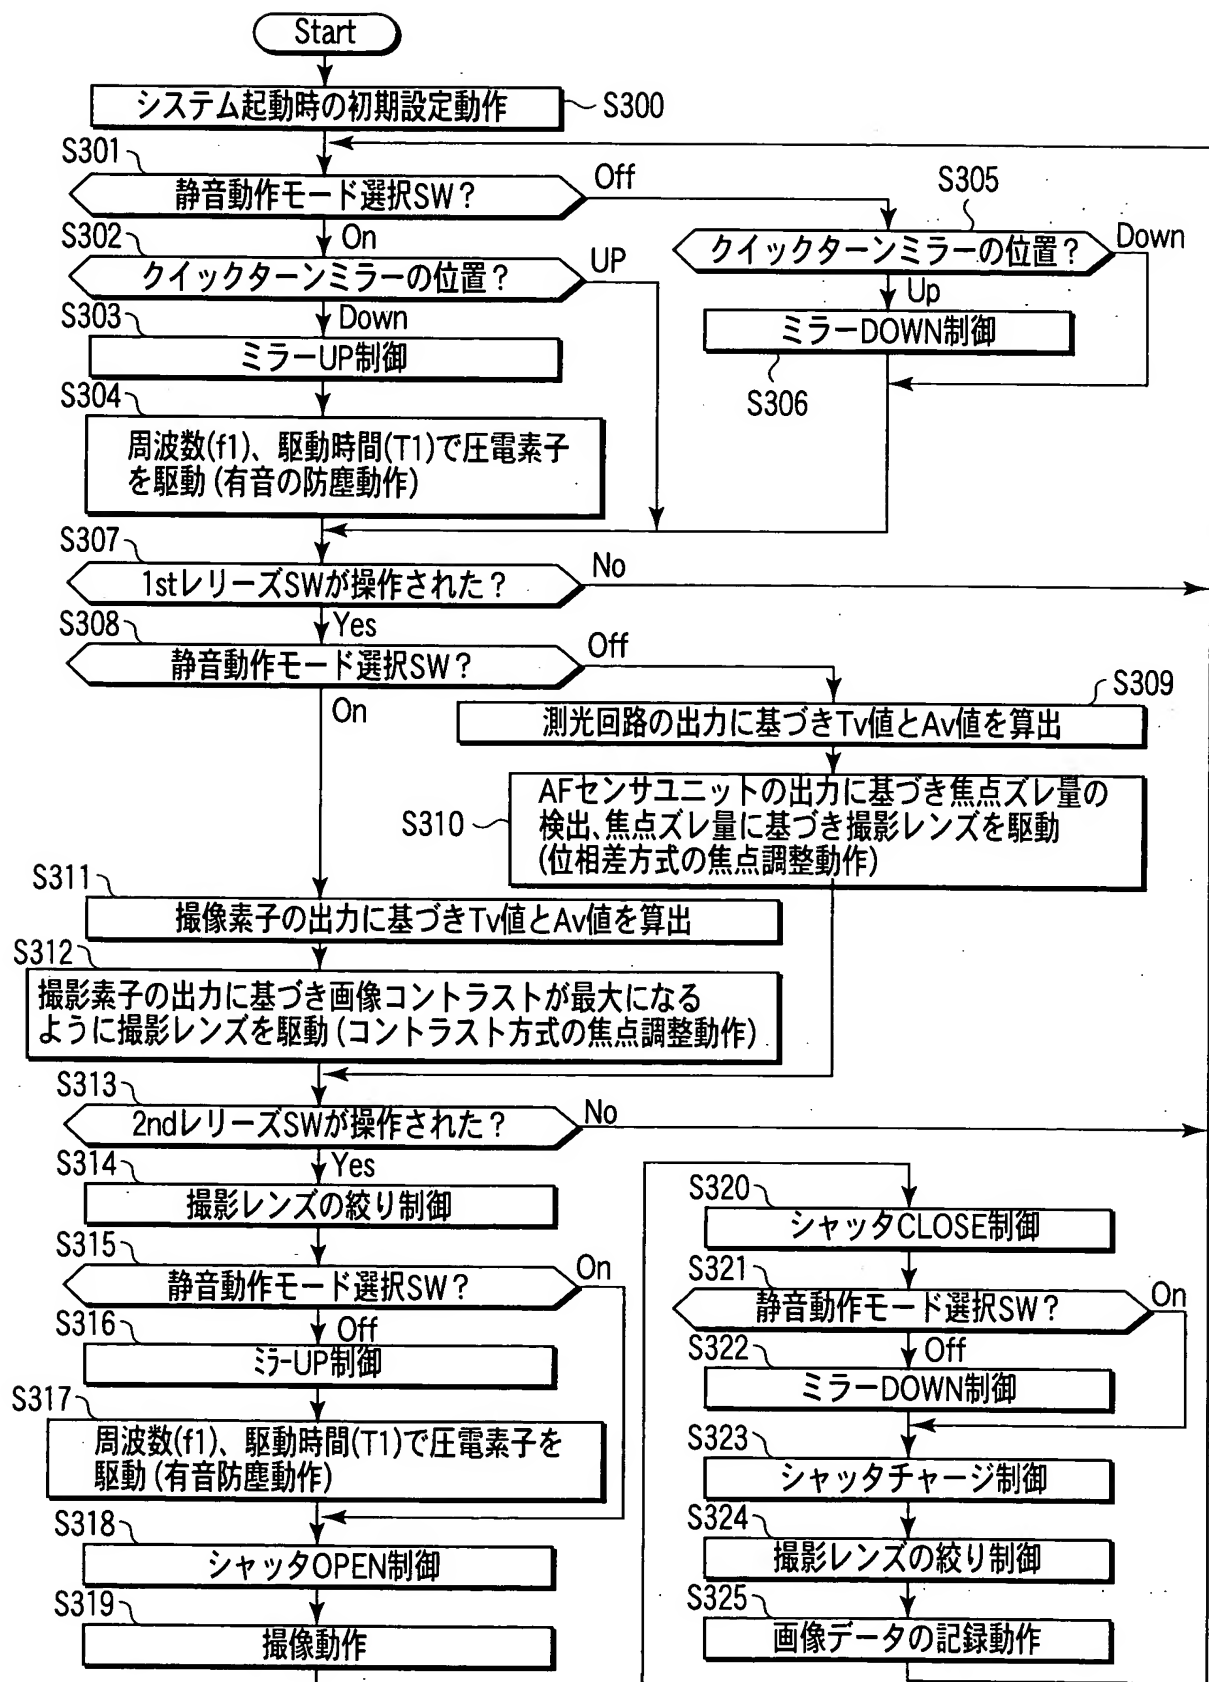 Start
システム起動時の初期設定動作
S300
S301
静音動作モード選択SW?
Off
On
S302
クイックターンミラーの位置?
UP
Down
S303
ミラーUP制御
S304
周波数(f1)、駆動時間(T1)で圧電素子
を駆動(有音の防塵動作)
S305
クイックターンミラーの位置?
Down
Up
ミラーDOWN制御
S306
S307
1stレリーズSWが操作された?
No
Yes
S308
静音動作モード選択SW?
Off
On
S309
測光回路の出力に基づきTv値とAv値を算出
S310
AFセンサユニットの出力に基づき焦点ズレ量の
検出、焦点ズレ量に基づき撮影レンズを駆動
(位相差方式の焦点調整動作)
S311
撮像素子の出力に基づきTv値とAv値を算出
S312
撮影素子の出力に基づき画像コントラストが最大になる
ように撮影レンズを駆動(コントラスト方式の焦点調整動作)
S313
2ndレリーズSWが操作された?
No
Yes
S314
撮影レンズの絞り制御
S315
静音動作モード選択SW?
On
Off
S316
ミラーUP制御
S317
周波数(f1)、駆動時間(T1)で圧電素子を
駆動(有音防塵動作)
S318
シャッタOPEN制御
S319
撮像動作
S320
シャッタCLOSE制御
S321
静音動作モード選択SW?
On
Off
S322
ミラーDOWN制御
S323
シャッタチャージ制御
S324
撮影レンズの絞り制御
S325
画像データの記録動作